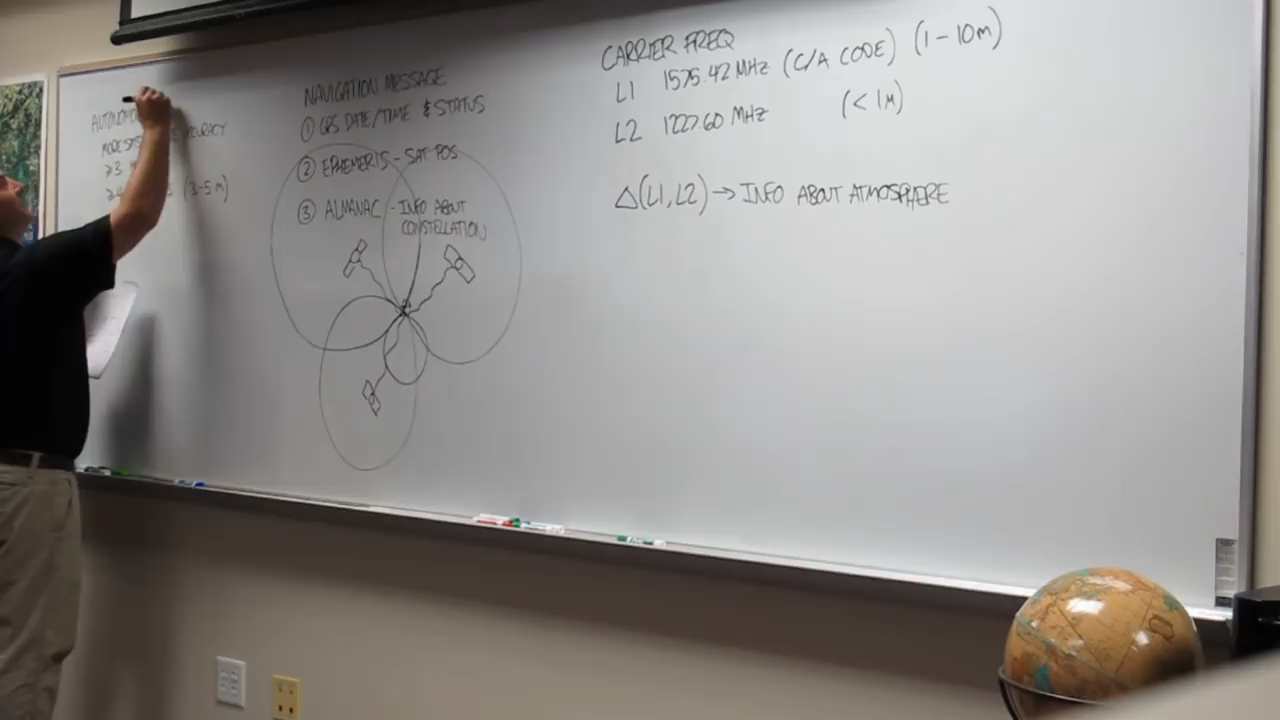 (3-5 M)
NAVIGATION MESSAGE
① GPS DATE/TIME & STATUS
② EPHEMERIS - SAT POS
③ ALMANAC - INFO ABOUT
CONSTELLATION
CARRIER FREQ
L1 1575.42 MHZ (C/A CODE) (1-10M)
L2 1227.60 MHZ (< 1M)
△(L1, L2) → INFO ABOUT ATMOSPHERE